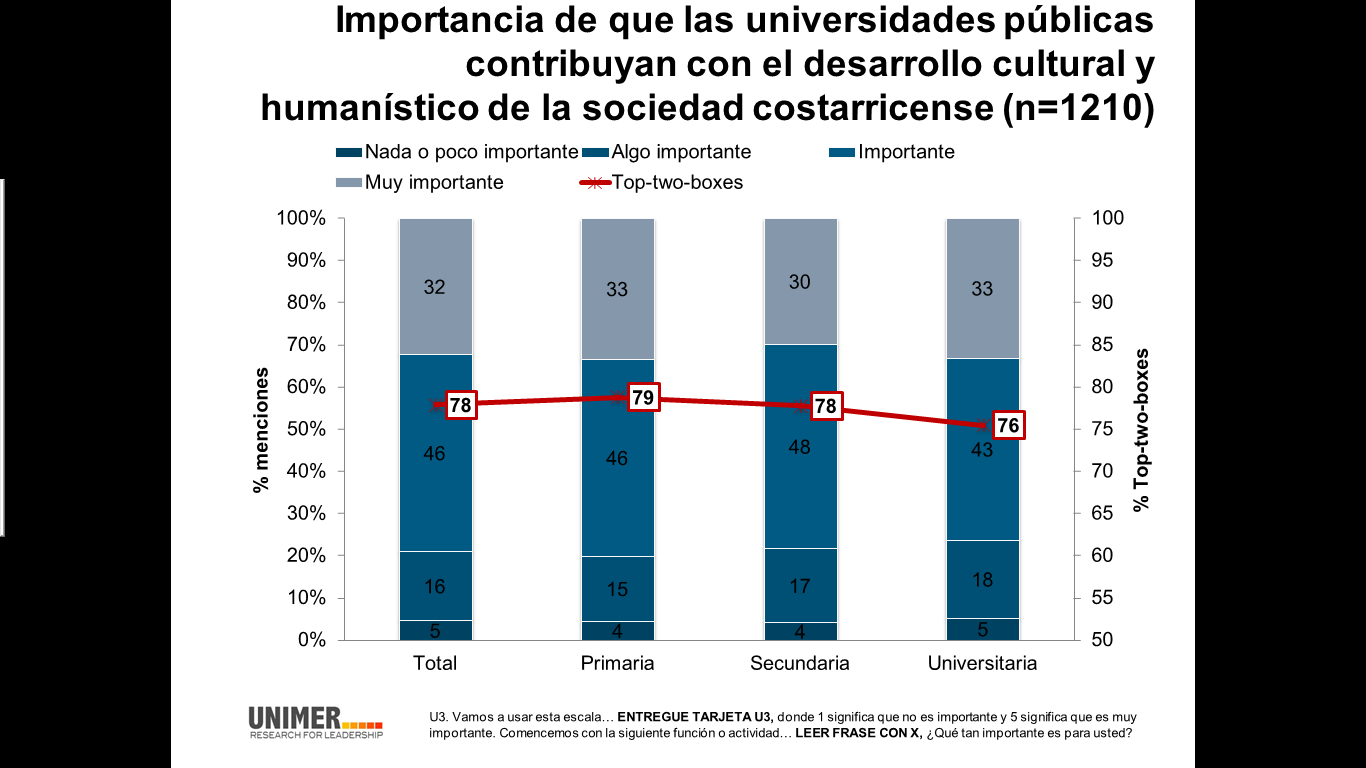 Importancia de que las universidades públicas
contribuyan con el desarrollo cultural y
humanístico de la sociedad costarricense (n=1210)
Nada o poco importante Algo importante Importante
Muy importante Top-two-boxes
100% 100
90% 95
80% 90
70% 85
60% 80
50% 75
40% 70
30% 65
20% 60
10% 55
0% 50
% menciones
% Top-two-boxes
32 33 30 33
78 79 78 76
46 46 48 43
16 15 17 18
5 4 4 5
Total Primaria Secundaria Universitaria
UNIMER
RESEARCH FOR LEADERSHIP
U3. Vamos a usar esta escala… ENTREGUE TARJETA U3, donde 1 significa que no es importante y 5 significa que es muy
importante. Comencemos con la siguiente función o actividad… LEER FRASE CON X, ¿Qué tan importante es para usted?